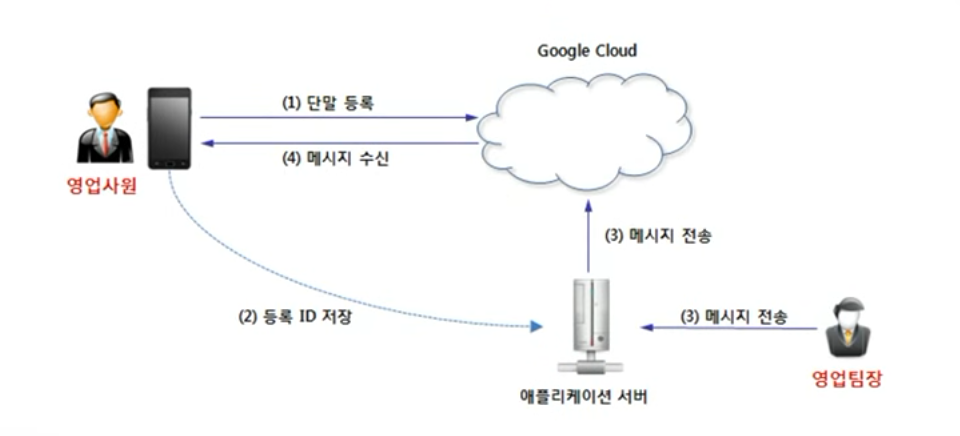 Google Cloud
(1) 단말 등록
(4) 메시지 수신
영업사원
(3) 메시지 전송
(2) 등록 ID 저장
(3) 메시지 전송
영업팀장
애플리케이션 서버